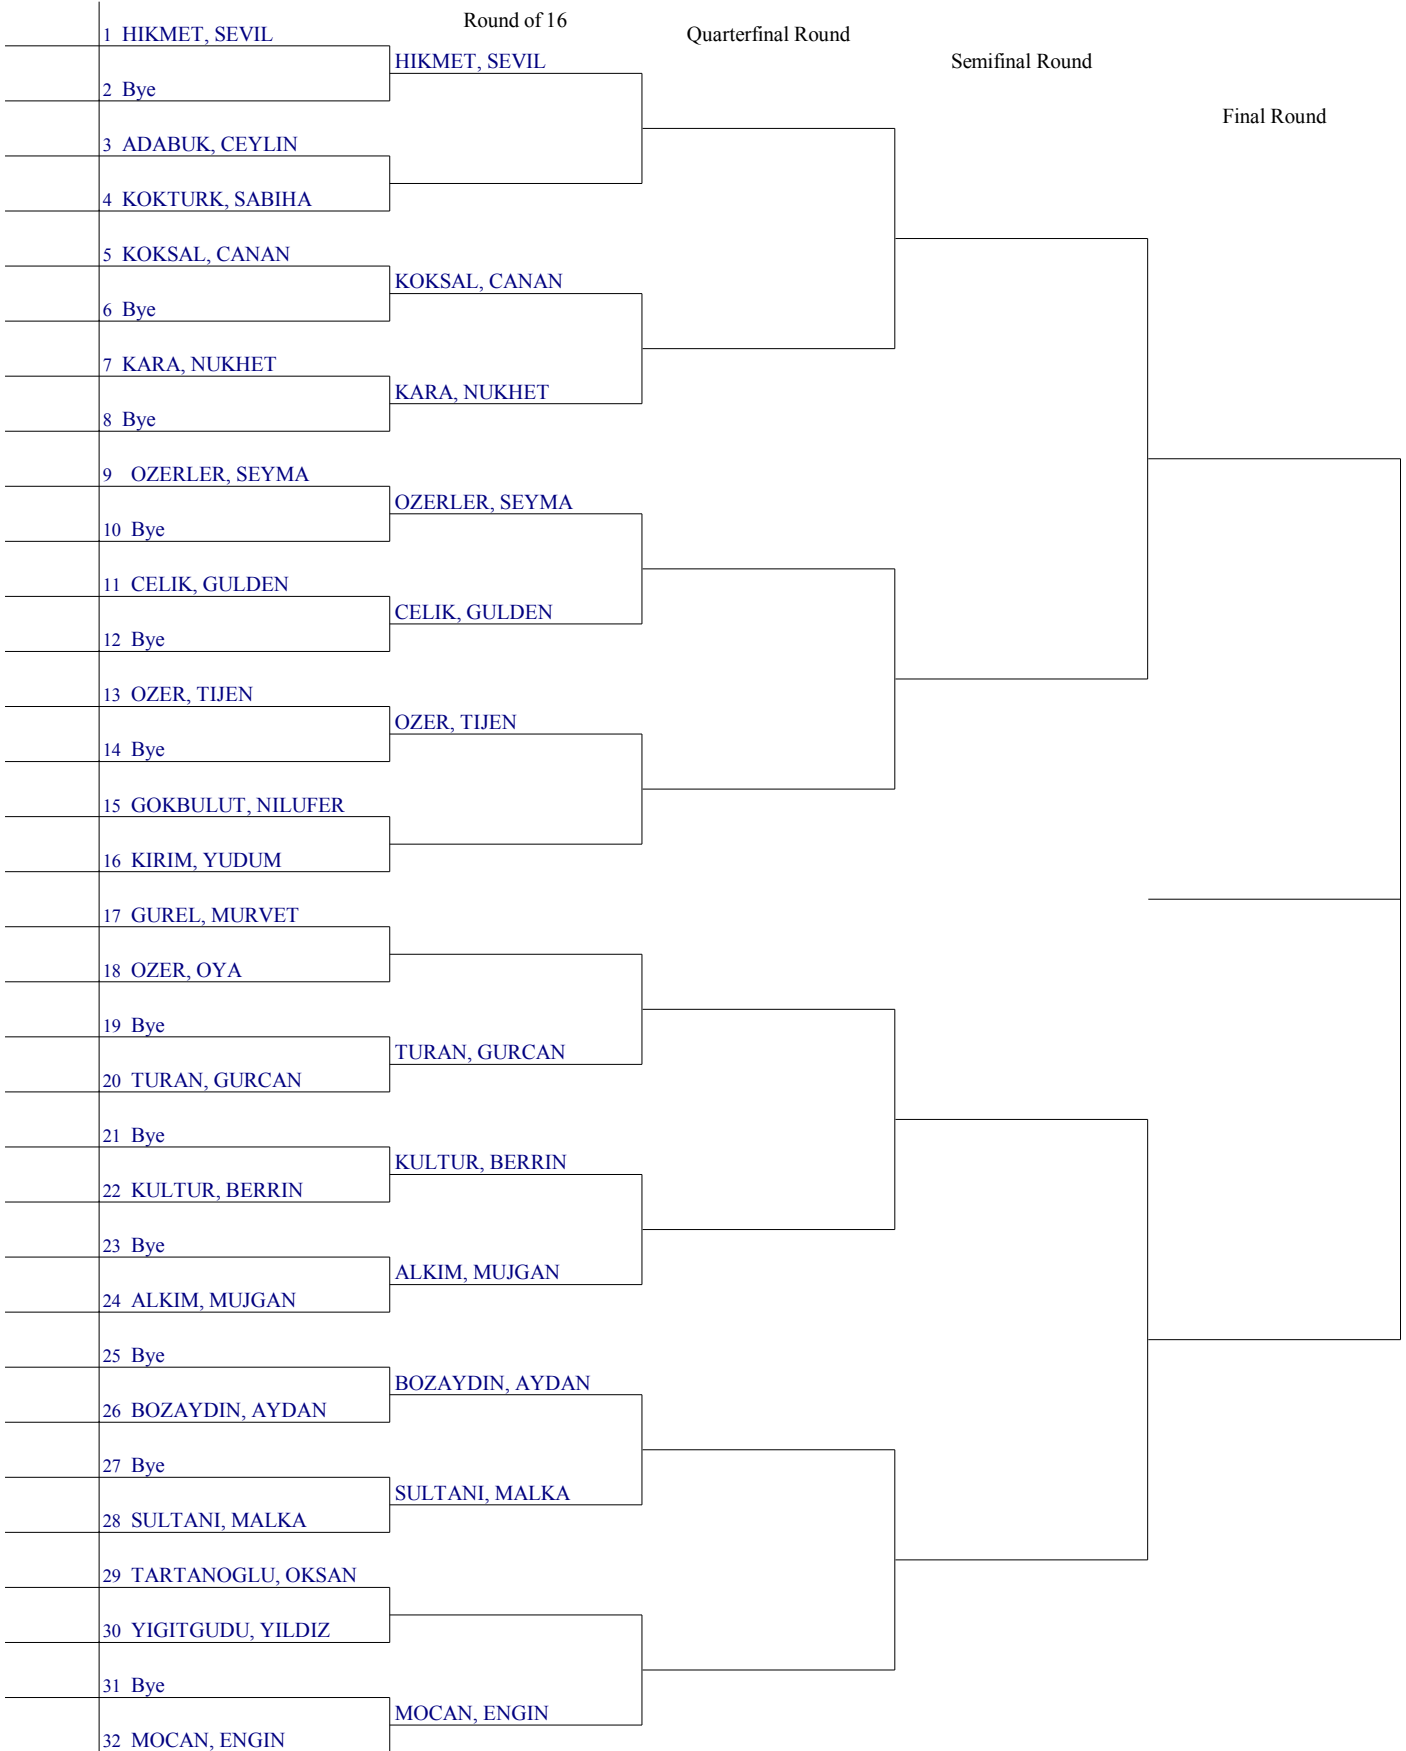 Round of 16
Quarterfinal Round
Semifinal Round
Final Round
1 HIKMET, SEVIL
HIKMET, SEVIL
2 Bye
3 ADABUK, CEYLIN
4 KOKTURK, SABIHA
5 KOKSAL, CANAN
KOKSAL, CANAN
6 Bye
7 KARA, NUKHET
KARA, NUKHET
8 Bye
9 OZERLER, SEYMA
OZERLER, SEYMA
10 Bye
11 CELIK, GULDEN
CELIK, GULDEN
12 Bye
13 OZER, TIJEN
OZER, TIJEN
14 Bye
15 GOKBULUT, NILUFER
16 KIRIM, YUDUM
17 GUREL, MURVET
18 OZER, OYA
19 Bye
TURAN, GURCAN
20 TURAN, GURCAN
21 Bye
KULTUR, BERRIN
22 KULTUR, BERRIN
23 Bye
ALKIM, MUJGAN
24 ALKIM, MUJGAN
25 Bye
BOZAYDIN, AYDAN
26 BOZAYDIN, AYDAN
27 Bye
SULTANI, MALKA
28 SULTANI, MALKA
29 TARTANOGLU, OKSAN
30 YIGITGUDU, YILDIZ
31 Bye
MOCAN, ENGIN
32 MOCAN, ENGIN